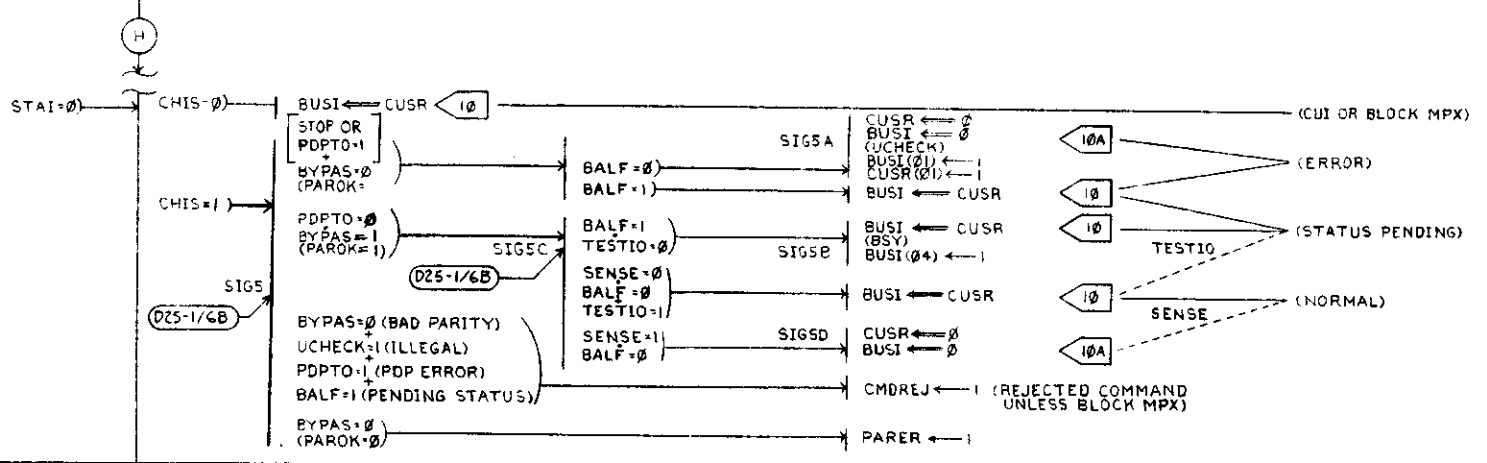 H
STAI=Ø)
CHIS-Ø)
BUSI ⟸ CUSR
1Ø
(CUI OR BLOCK MPX)
STOP OR
PDPTO=1
+
BYPAS=Ø
(PAROK=
CHIS=1)
BALF=Ø)
BALF=1)
SIG5A
CUSR ⟸ Ø
BUSI ⟸ Ø
(UCHECK)
BUSI(Ø1) ← 1
CUSR(Ø1) ← 1
1ØA
(ERROR)
BUSI ⟸ CUSR
1Ø
PDPTO=Ø
BYPAS=1
(PAROK=1)
SIG5C
D25-1/6B
BALF=1
TESTIO=Ø)
SIG5B
BUSI ⟸ CUSR
(BSY)
BUSI(Ø4) ← 1
1Ø
(STATUS PENDING)
TESTIO
SENSE=Ø
BALF=Ø
+
TESTIO=1
BUSI ⟸ CUSR
1Ø
(NORMAL)
SENSE
SIG5
D25-1/6B
SENSE=1
BALF=Ø
SIG5D
CUSR ⟸ Ø
BUSI ⟸ Ø
1ØA
BYPAS=Ø (BAD PARITY)
+
UCHECK=1 (ILLEGAL)
+
PDPTO=1 (PDP ERROR)
+
BALF=1 (PENDING STATUS)
CMDREJ ← 1 (REJECTED COMMAND
UNLESS BLOCK MPX)
BYPAS=Ø
(PAROK=Ø)
PARER ← 1